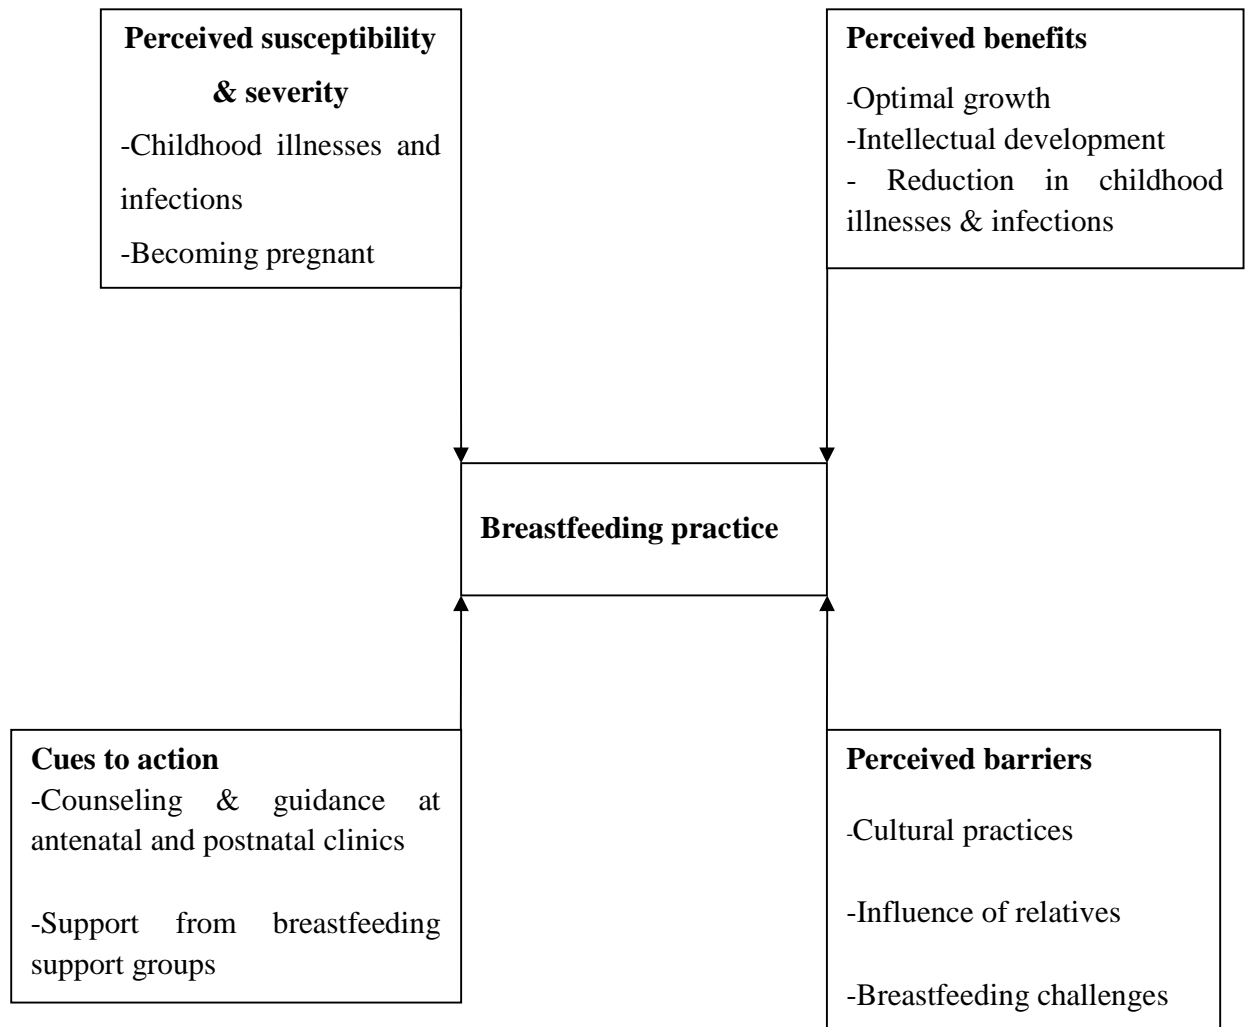 Perceived susceptibility
& severity
-Childhood illnesses and
infections
-Becoming pregnant
Perceived benefits
-Optimal growth
-Intellectual development
- Reduction in childhood
illnesses & infections
Breastfeeding practice
Cues to action
-Counseling & guidance at
antenatal and postnatal clinics
-Support from breastfeeding
support groups
Perceived barriers
-Cultural practices
-Influence of relatives
-Breastfeeding challenges